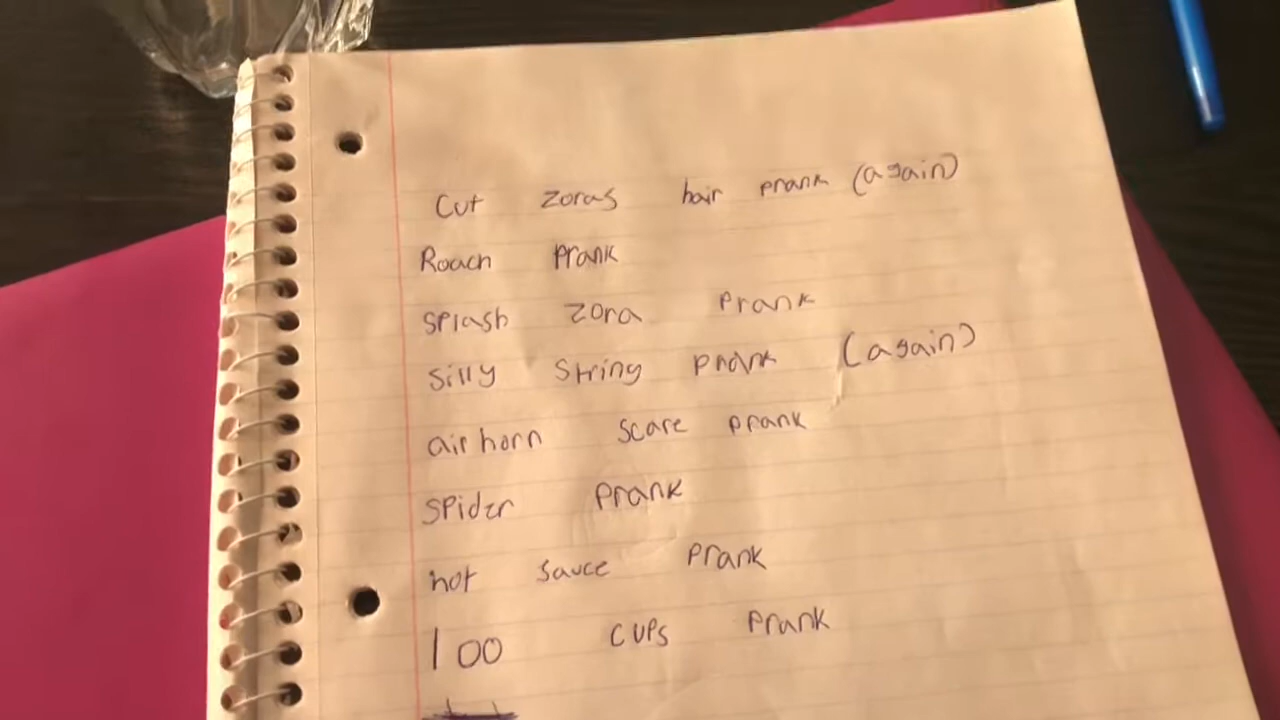 Cut zoras hair prank (again)
Roach prank
splash zora prank
silly string prank (again)
air horn scare prank
spider prank
hot sauce prank
100 cups prank